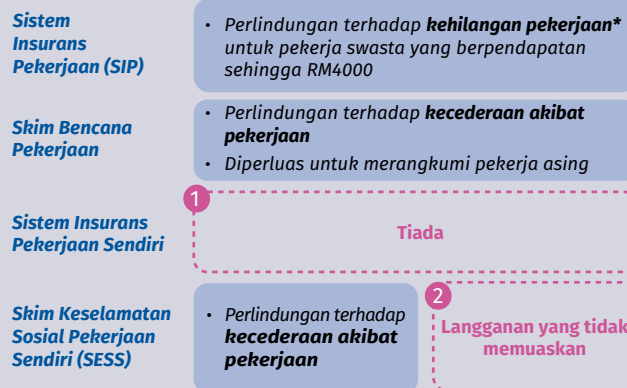 Sistem
Insurans
Pekerjaan (SIP)
• Perlindungan terhadap kehilangan pekerjaan*
untuk pekerja swasta yang berpendapatan
sehingga RM4000
Skim Bencana
Pekerjaan
• Perlindungan terhadap kecederaan akibat
pekerjaan
• Diperluas untuk merangkumi pekerja asing
1
Sistem Insurans
Pekerjaan Sendiri
Tiada
Skim Keselamatan
Sosial Pekerjaan
Sendiri (SESS)
• Perlindungan terhadap
kecederaan akibat
pekerjaan
2
Langganan yang tidak
memuaskan